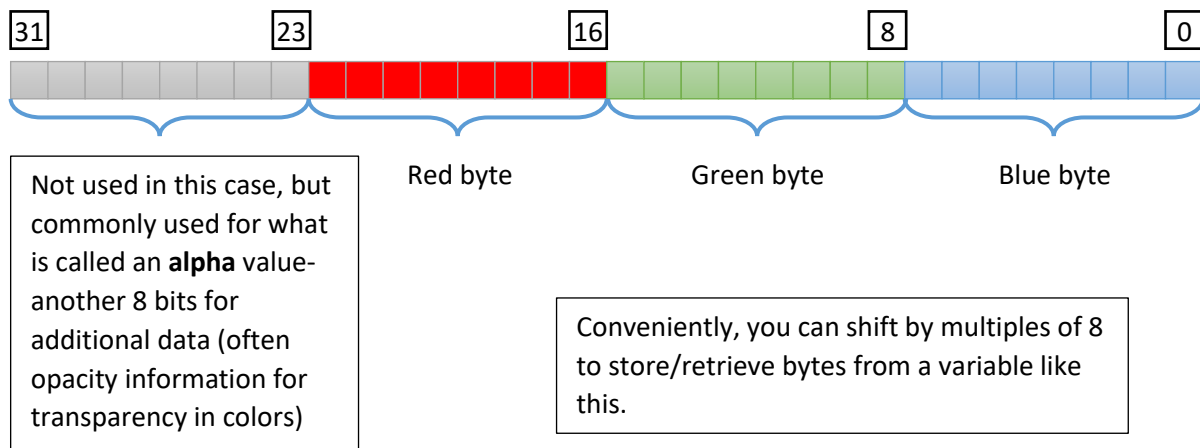 31 23 16 8 0
Red byte Green byte Blue byte
Not used in this case, but
commonly used for what
is called an alpha value-
another 8 bits for
additional data (often
opacity information for
transparency in colors)
Conveniently, you can shift by multiples of 8
to store/retrieve bytes from a variable like
this.